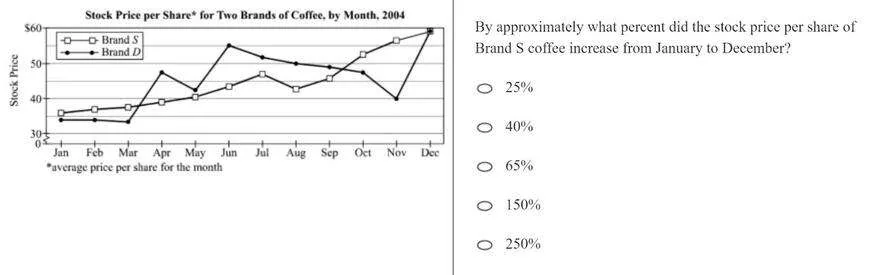 Stock Price per Share* for Two Brands of Coffee, by Month, 2004
$60
50
40
30
0
Stock Price
Brand S
Brand D
Jan Feb Mar Apr May Jun Jul Aug Sep Oct Nov Dec
*average price per share for the month
By approximately what percent did the stock price per share of
Brand S coffee increase from January to December?
25%
40%
65%
150%
250%